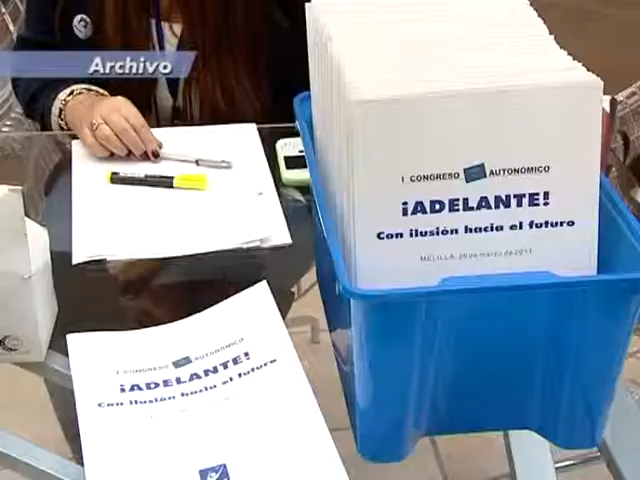 Archivo
I CONGRESO AUTONÓMICO
¡ADELANTE!
Con ilusión hacia el futuro
MELILLA, 26 de marzo de 2011
I CONGRESO AUTONÓMICO
¡ADELANTE!
Con ilusión hacia el futuro